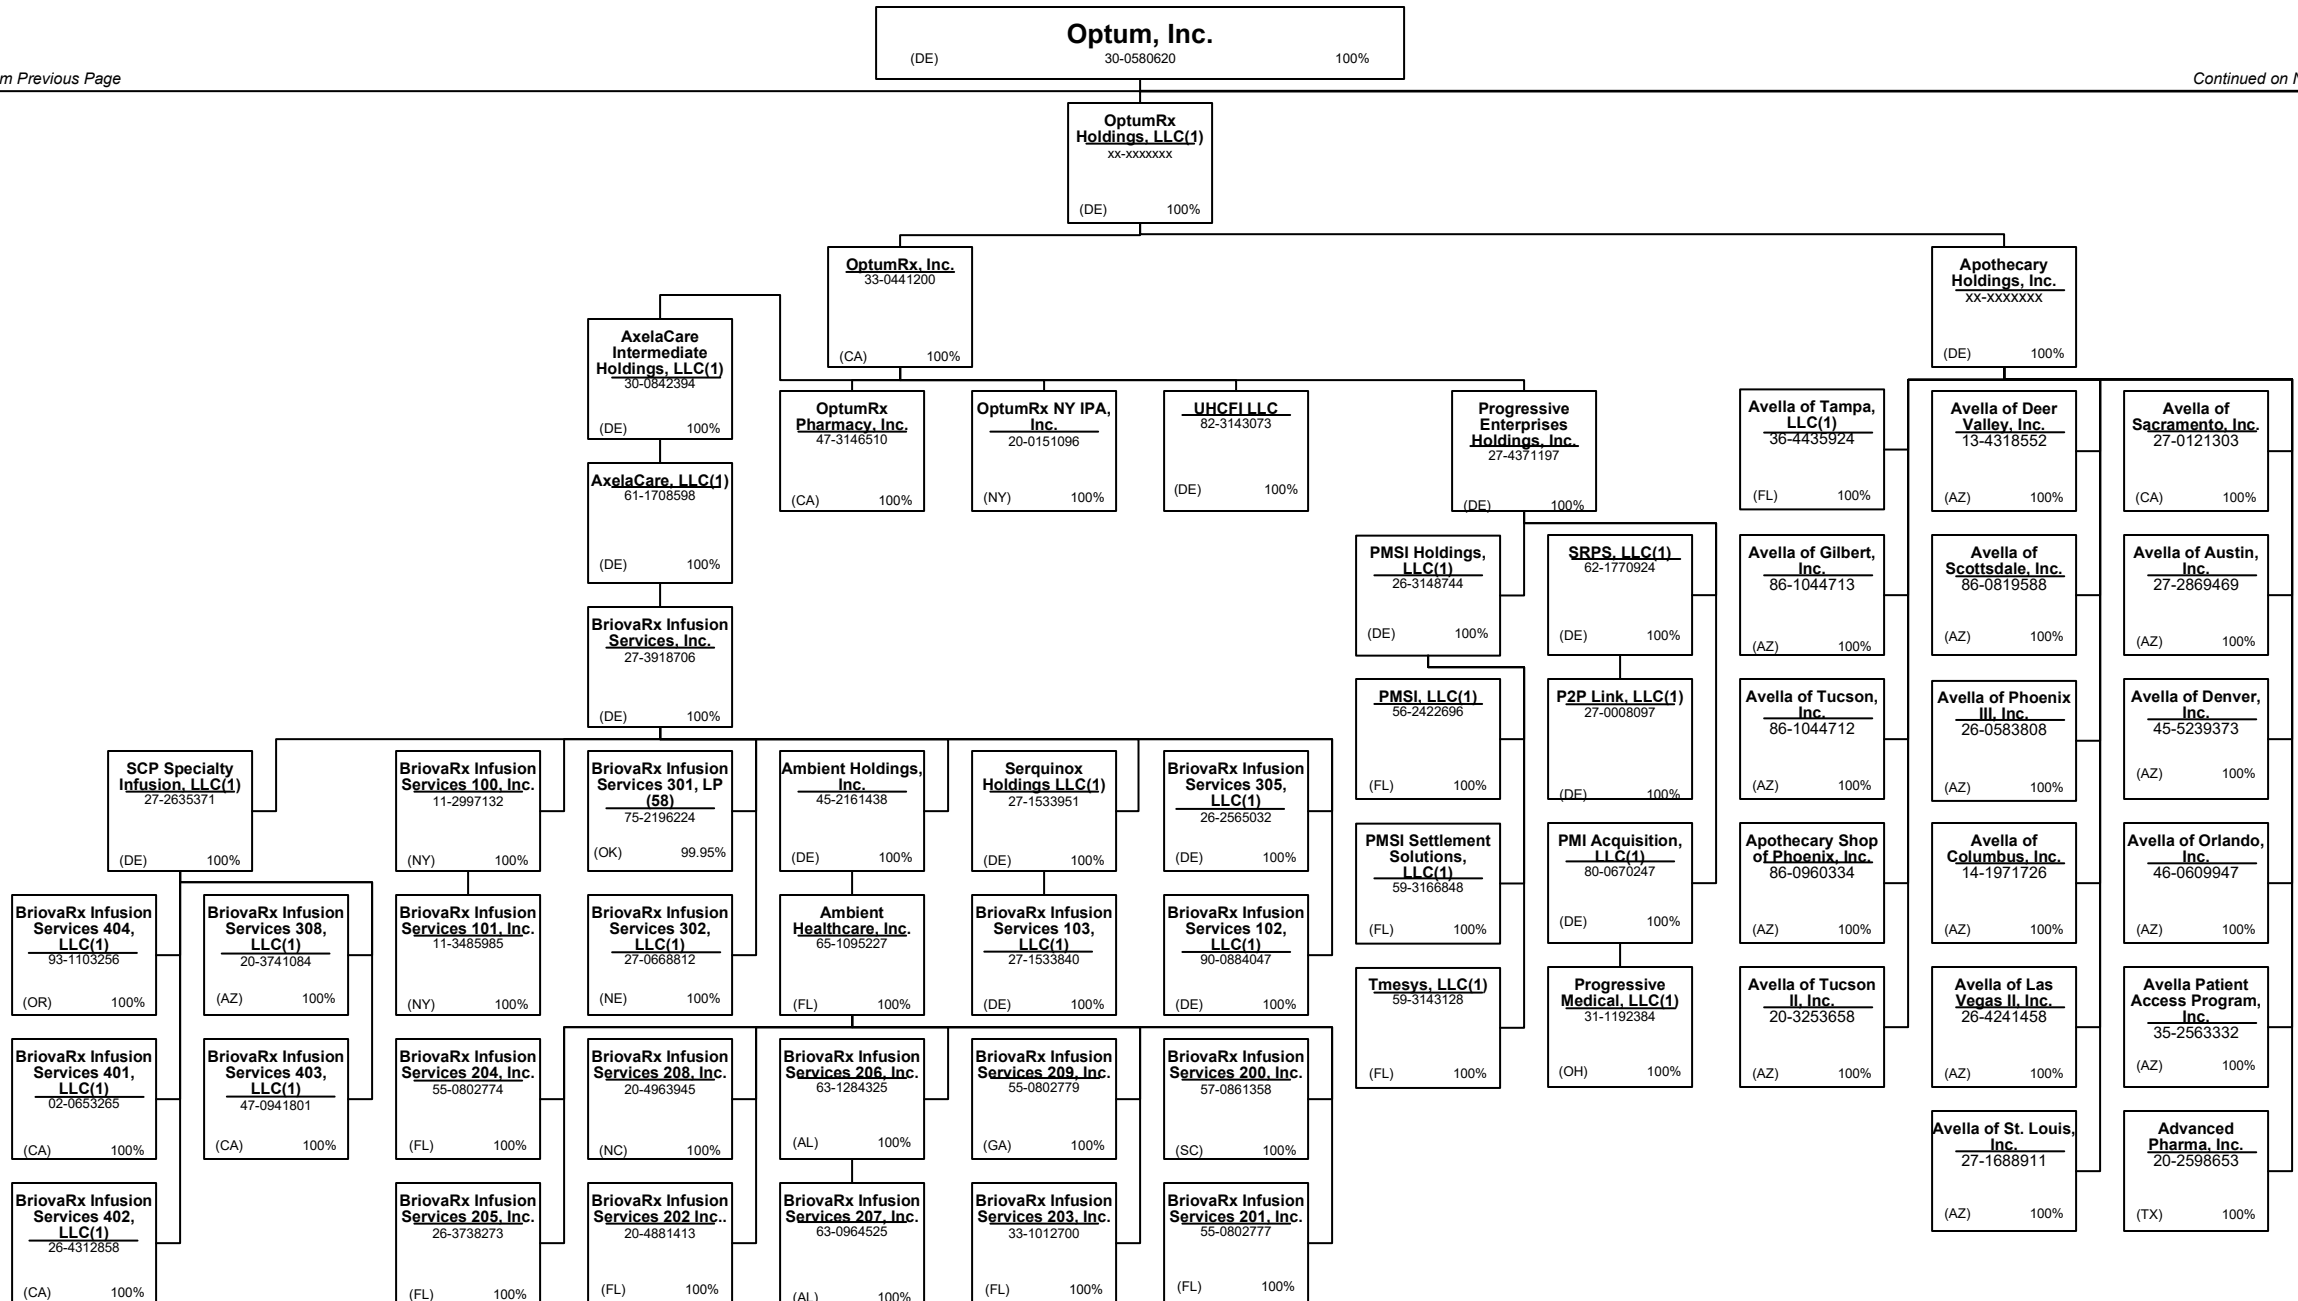 Optum, Inc.
(DE) 30-0580620 100%
m Previous Page
Continued on N
OptumRx
Holdings, LLC(1)
xx-xxxxxxx
(DE) 100%
OptumRx, Inc.
33-0441200
(CA) 100%
Apothecary
Holdings, Inc.
xx-xxxxxxx
(DE) 100%
AxelaCare
Intermediate
Holdings, LLC(1)
30-0842394
(DE) 100%
OptumRx
Pharmacy, Inc.
47-3146510
(CA) 100%
OptumRx NY IPA,
Inc.
20-0151096
(NY) 100%
UHCFI LLC
82-3143073
(DE) 100%
Progressive
Enterprises
Holdings, Inc.
27-4371197
(DE) 100%
Avella of Tampa,
LLC(1)
36-4435924
(FL) 100%
Avella of Deer
Valley, Inc.
13-4318552
(AZ) 100%
Avella of
Sacramento, Inc.
27-0121303
(CA) 100%
AxelaCare, LLC(1)
61-1708598
(DE) 100%
PMSI Holdings,
LLC(1)
26-3148744
(DE) 100%
SRPS, LLC(1)
62-1770924
(DE) 100%
Avella of Gilbert,
Inc.
86-1044713
(AZ) 100%
Avella of
Scottsdale, Inc.
86-0819588
(AZ) 100%
Avella of Austin,
Inc.
27-2869469
(AZ) 100%
BriovaRx Infusion
Services, Inc.
27-3918706
(DE) 100%
PMSI, LLC(1)
56-2422696
(FL) 100%
P2P Link, LLC(1)
27-0008097
(DE) 100%
Avella of Tucson,
Inc.
86-1044712
(AZ) 100%
Avella of Phoenix
III, Inc.
26-0583808
(AZ) 100%
Avella of Denver,
Inc.
45-5239373
(AZ) 100%
SCP Specialty
Infusion, LLC(1)
27-2635371
(DE) 100%
BriovaRx Infusion
Services 100, Inc.
11-2997132
(NY) 100%
BriovaRx Infusion
Services 301, LP
(58)
75-2196224
(OK) 99.95%
Ambient Holdings,
Inc.
45-2161438
(DE) 100%
Serquinox
Holdings LLC(1)
27-1533951
(DE) 100%
BriovaRx Infusion
Services 305,
LLC(1)
26-2565032
(DE) 100%
PMSI Settlement
Solutions,
LLC(1)
59-3166848
(FL) 100%
PMI Acquisition,
LLC(1)
80-0670247
(DE) 100%
Apothecary Shop
of Phoenix, Inc.
86-0960334
(AZ) 100%
Avella of
Columbus, Inc.
14-1971726
(AZ) 100%
Avella of Orlando,
Inc.
46-0609947
(AZ) 100%
BriovaRx Infusion
Services 404,
LLC(1)
93-1103256
(OR) 100%
BriovaRx Infusion
Services 308,
LLC(1)
20-3741084
(AZ) 100%
BriovaRx Infusion
Services 101, Inc.
11-3485985
(NY) 100%
BriovaRx Infusion
Services 302,
LLC(1)
27-0668812
(NE) 100%
Ambient
Healthcare, Inc.
65-1095227
(FL) 100%
BriovaRx Infusion
Services 103,
LLC(1)
27-1533840
(DE) 100%
BriovaRx Infusion
Services 102,
LLC(1)
90-0884047
(DE) 100%
Tmesys, LLC(1)
59-3143128
(FL) 100%
Progressive
Medical, LLC(1)
31-1192384
(OH) 100%
Avella of Tucson
II, Inc.
20-3253658
(AZ) 100%
Avella of Las
Vegas II, Inc.
26-4241458
(AZ) 100%
Avella Patient
Access Program,
Inc.
35-2563332
(AZ) 100%
BriovaRx Infusion
Services 401,
LLC(1)
02-0653265
(CA) 100%
BriovaRx Infusion
Services 403,
LLC(1)
47-0941801
(CA) 100%
BriovaRx Infusion
Services 204, Inc.
55-0802774
(FL) 100%
BriovaRx Infusion
Services 208, Inc.
20-4963945
(NC) 100%
BriovaRx Infusion
Services 206, Inc.
63-1284325
(AL) 100%
BriovaRx Infusion
Services 209, Inc.
55-0802779
(GA) 100%
BriovaRx Infusion
Services 200, Inc.
57-0861358
(SC) 100%
Avella of St. Louis,
Inc.
27-1688911
(AZ) 100%
Advanced
Pharma, Inc.
20-2598653
(TX) 100%
BriovaRx Infusion
Services 402,
LLC(1)
26-4312858
(CA) 100%
BriovaRx Infusion
Services 205, Inc.
26-3738273
(FL) 100%
BriovaRx Infusion
Services 202 Inc..
20-4881413
(FL) 100%
BriovaRx Infusion
Services 207, Inc.
63-0964525
(AL) 100%
BriovaRx Infusion
Services 203, Inc.
33-1012700
(FL) 100%
BriovaRx Infusion
Services 201, Inc.
55-0802777
(FL) 100%